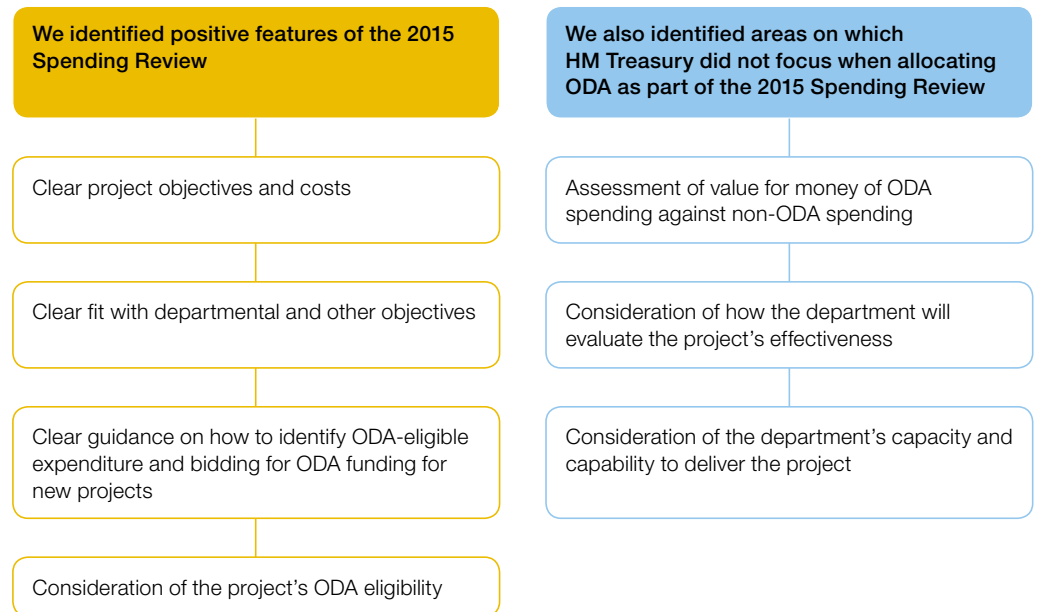 We identified positive features of the 2015
Spending Review
Clear project objectives and costs
Clear fit with departmental and other objectives
Clear guidance on how to identify ODA-eligible
expenditure and bidding for ODA funding for
new projects
Consideration of the project’s ODA eligibility
We also identified areas on which
HM Treasury did not focus when allocating
ODA as part of the 2015 Spending Review
Assessment of value for money of ODA
spending against non-ODA spending
Consideration of how the department will
evaluate the project’s effectiveness
Consideration of the department’s capacity and
capability to deliver the project